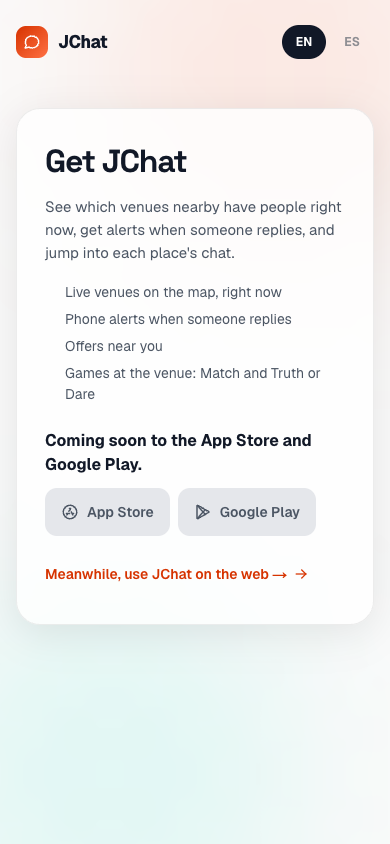 JChat
EN
ES
Get JChat
See which venues nearby have people right
now, get alerts when someone replies, and
jump into each place's chat.
Live venues on the map, right now
Phone alerts when someone replies
Offers near you
Games at the venue: Match and Truth or
Dare
Coming soon to the App Store and
Google Play.
App Store
Google Play
Meanwhile, use JChat on the web → →